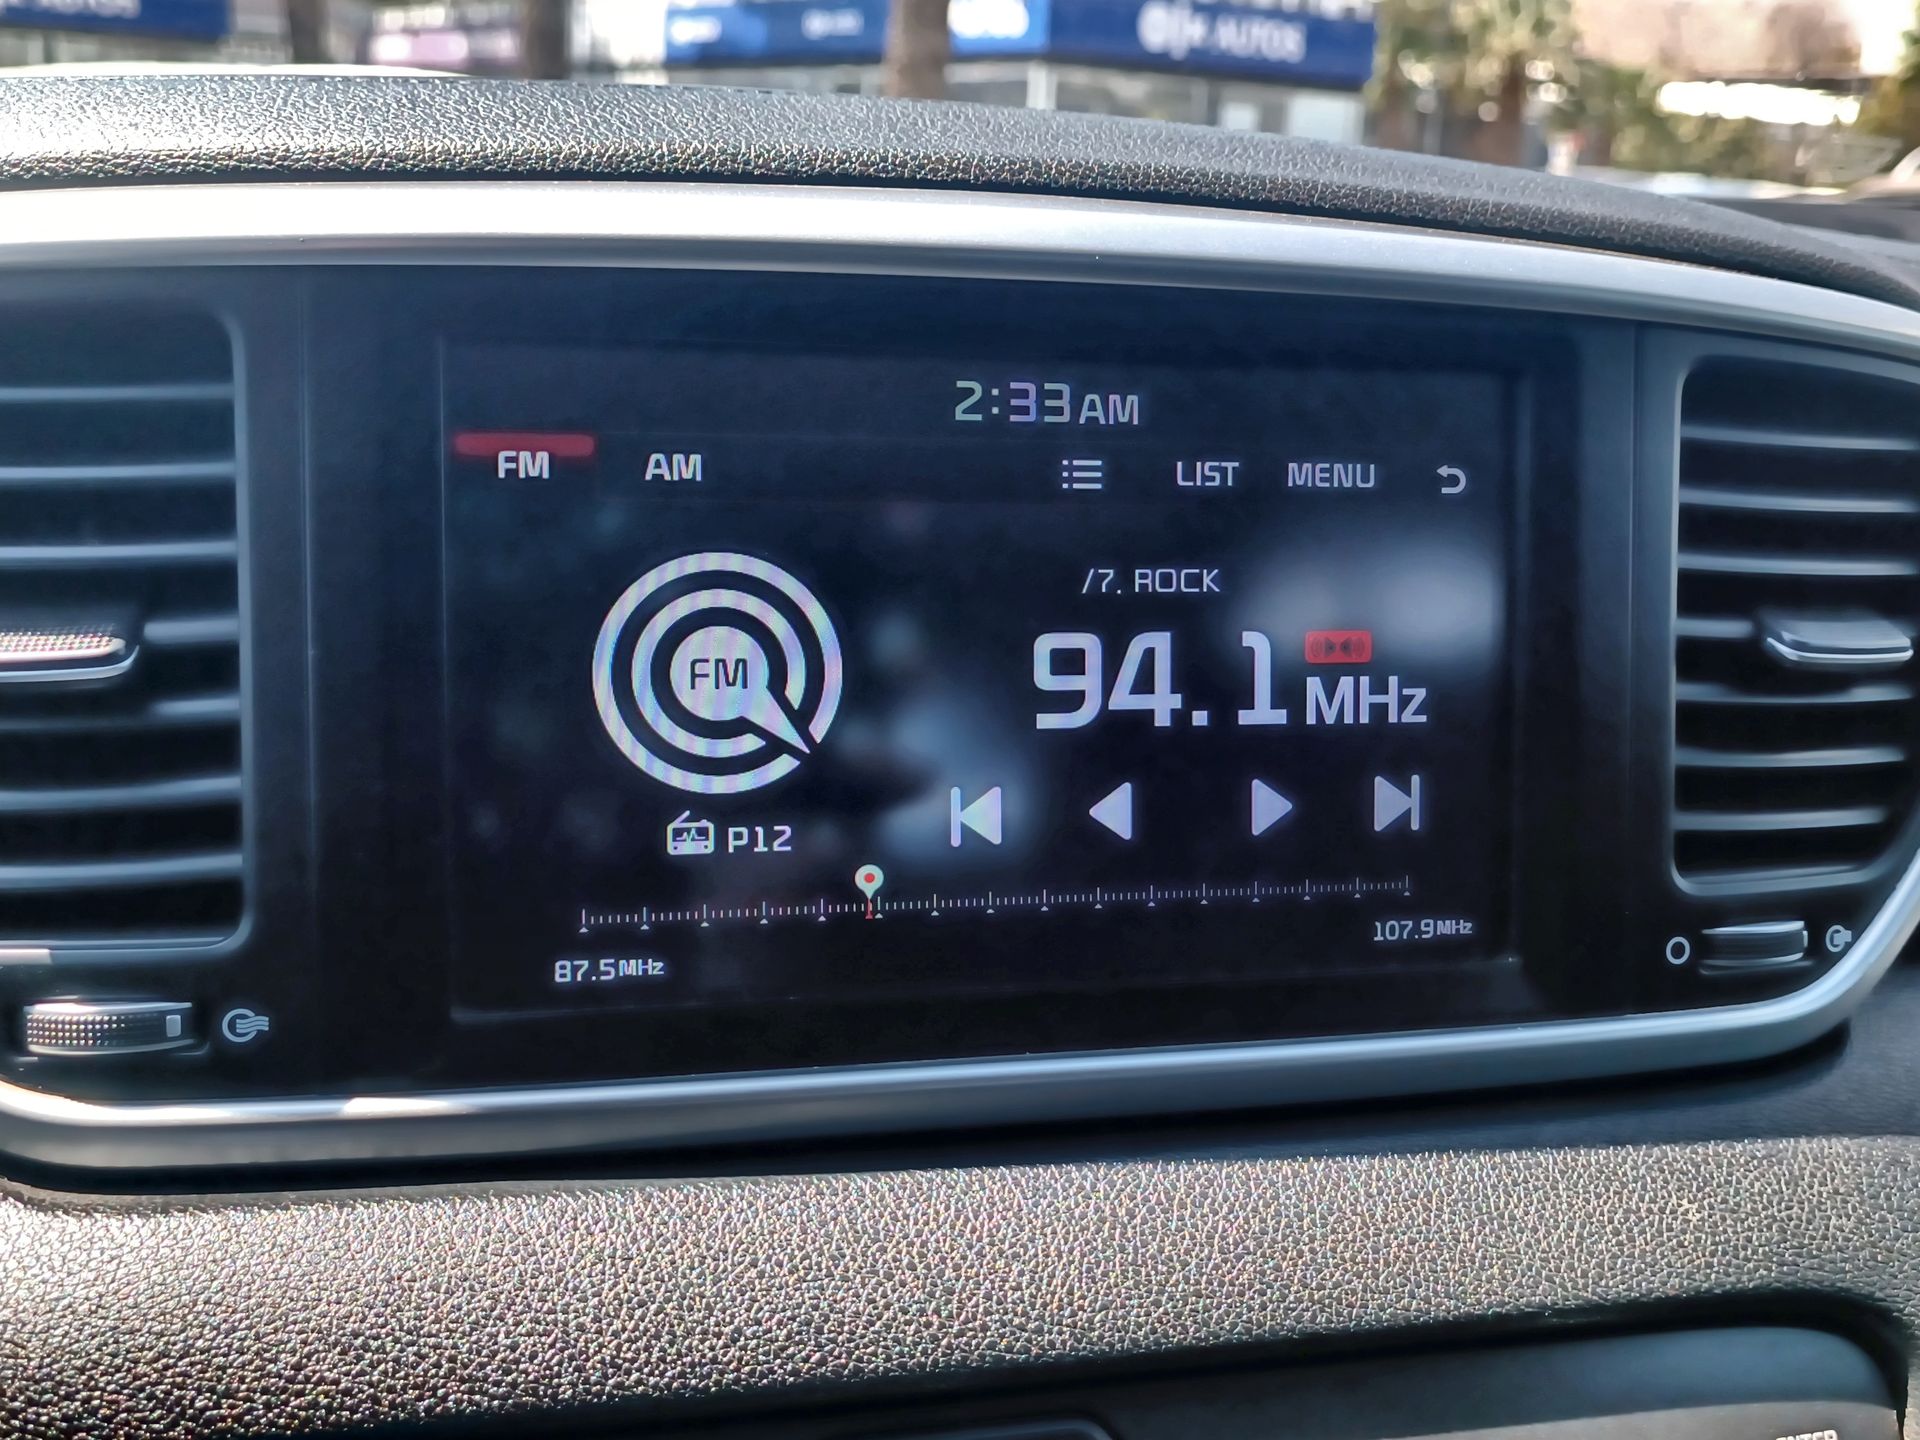 AUTOS
2:33 AM
FM AM LIST MENU
/7. ROCK
FM
94.1 MHz
P12
87.5 MHz
107.9 MHz